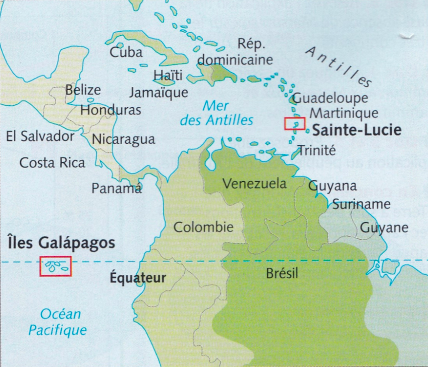 Cuba
Rép.
dominicaine
Antilles
Haïti
Jamaïque
Belize
Honduras
Mer
des Antilles
Guadeloupe
Martinique
Sainte-Lucie
El Salvador
Nicaragua
Trinité
Costa Rica
Panamá
Venezuela
Guyana
Suriname
Guyane
Colombie
Îles Galápagos
Équateur
Brésil
Océan
Pacifique